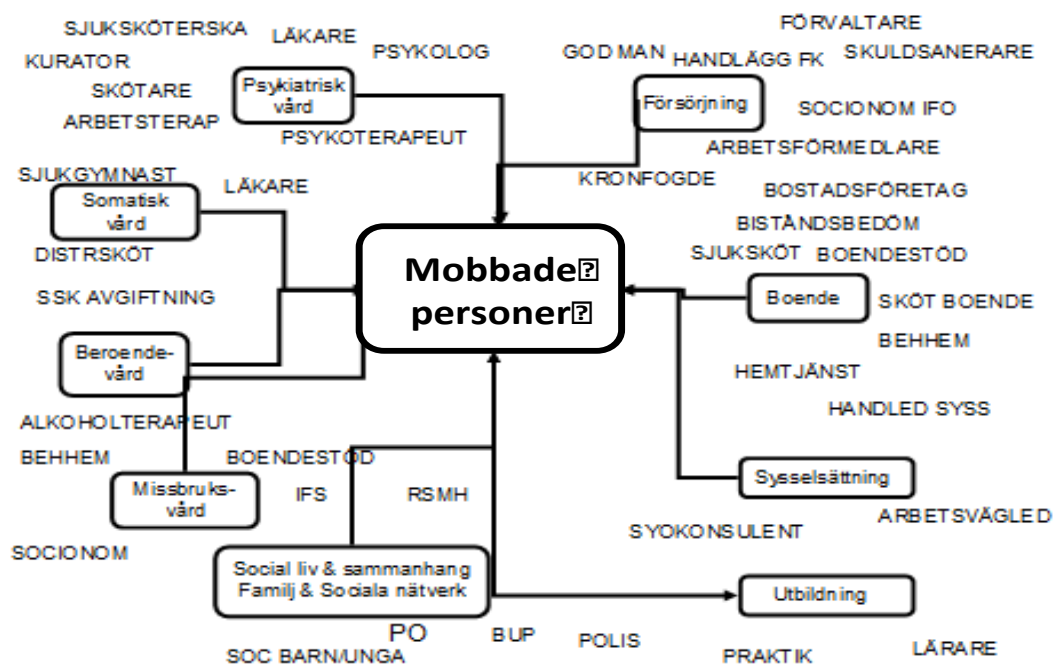 FÖRVALTARE
SJUKSKÖTERSKA
LÄKARE
PSYKOLOG
GOD MAN
HANDLÄGG FK
SKULDSANERARE
KURATOR
SKÖTARE
Psykiatrisk
vård
Försörjning
SOCIONOM IFO
ARBETSTERAP
PSYKOTERAPEUT
ARBETSFÖRMEDLARE
SJUKGYMNAST
LÄKARE
KRONFOGDE
BOSTADSFÖRETAG
Somatisk
vård
BISTÅNDSBEDÖM
DISTRSKÖT
SJUKSKÖT
BOENDESTÖD
Mobbade
personer
SSK AVGIFTNING
Boende
SKÖT BOENDE
BEHHEM
Beroende-
vård
HEMTJÄNST
HANDLED SYSS
ALKOHOLTERAPEUT
BEHHEM
BOENDESTÖD
Sysselsättning
Missbruks-
vård
IFS
RSMH
ARBETSVÄGLED
SYOKONSULENT
SOCIONOM
Social liv & sammanhang
Familj & Sociala nätverk
Utbildning
PO
BUP
POLIS
SOC BARN/UNGA
PRAKTIK
LÄRARE